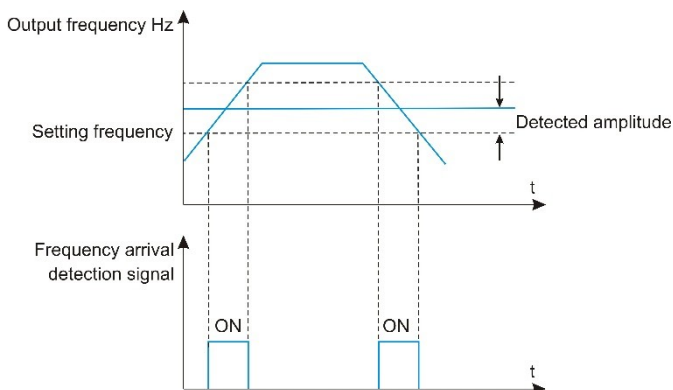 Output frequency Hz
Detected amplitude
Setting frequency
t
Frequency arrival
detection signal
ON
ON
t